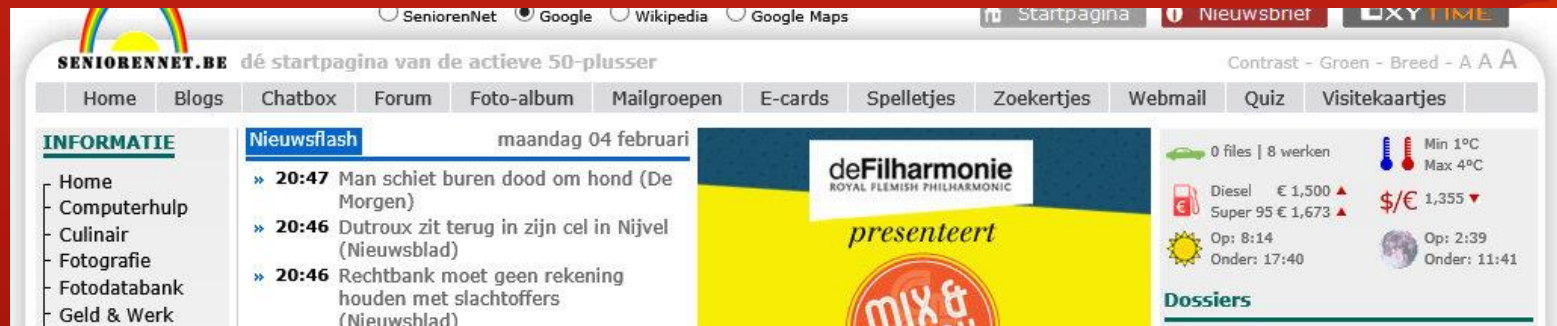 SeniorenNet Google Wikipedia Google Maps
Startpagina Nieuwsbrief OXYTIME
SENIORENNET.BE dé startpagina van de actieve 50-plusser
Contrast - Groen - Breed - A A A
Home Blogs Chatbox Forum Foto-album Mailgroepen E-cards Spelletjes Zoekertjes Webmail Quiz Visitekaartjes
INFORMATIE
Home
Computerhulp
Culinair
Fotografie
Fotodatabank
Geld & Werk
Nieuwsflash maandag 04 februari
» 20:47 Man schiet buren dood om hond (De
Morgen)
» 20:46 Dutroux zit terug in zijn cel in Nijvel
(Nieuwsblad)
» 20:46 Rechtbank moet geen rekening
houden met slachtoffers
(Nieuwsblad)
deFilharmonie
ROYAL FLEMISH PHILHARMONIC
presenteert
MIX &
0 files | 8 werken
Min 1°C
Max 4°C
Diesel € 1,500
Super 95 € 1,673
$/€ 1,355
Op: 8:14
Onder: 17:40
Op: 2:39
Onder: 11:41
Dossiers